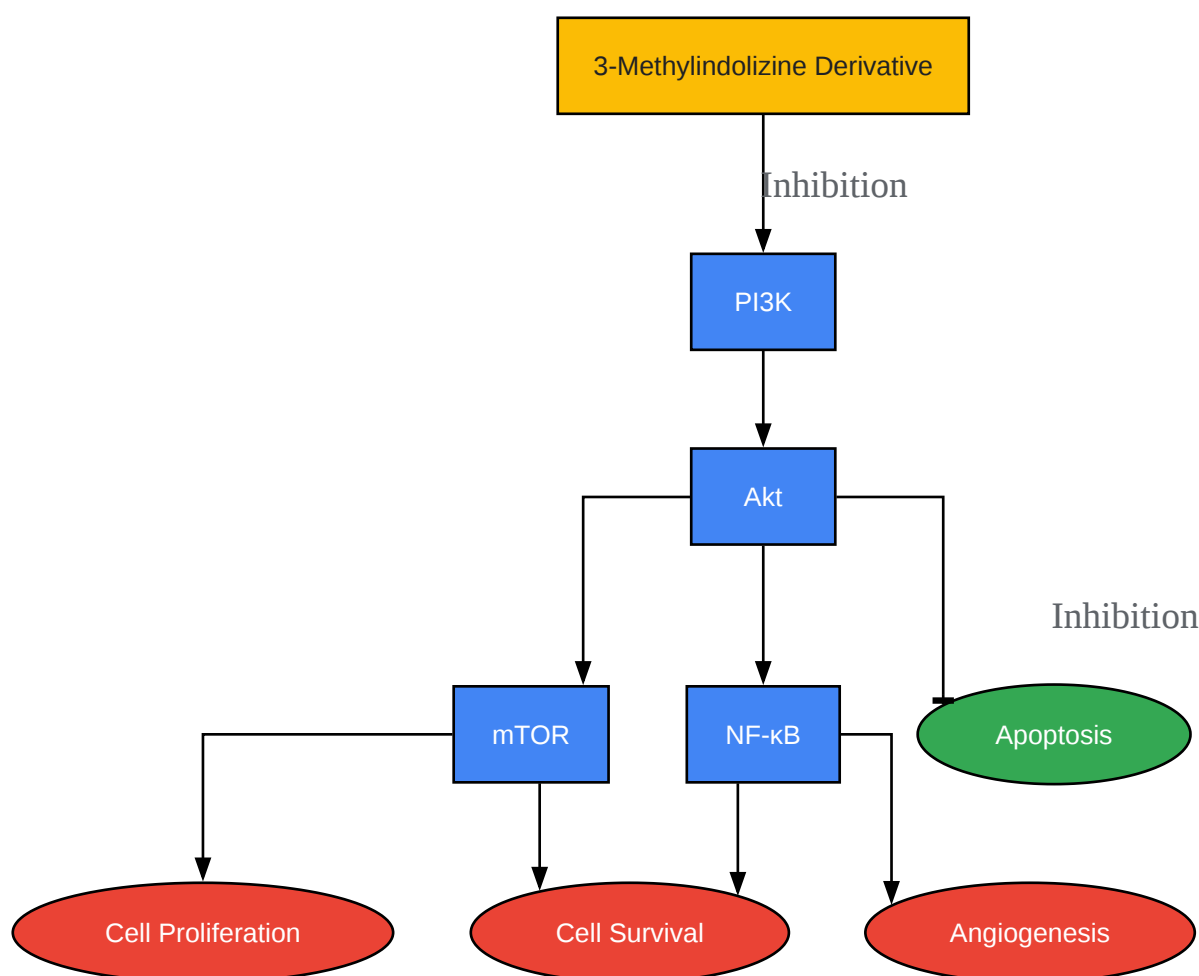 3-Methylindolizine Derivative
Inhibition
PI3K
Akt
Inhibition
mTOR
NF-κB
Apoptosis
Cell Proliferation
Cell Survival
Angiogenesis